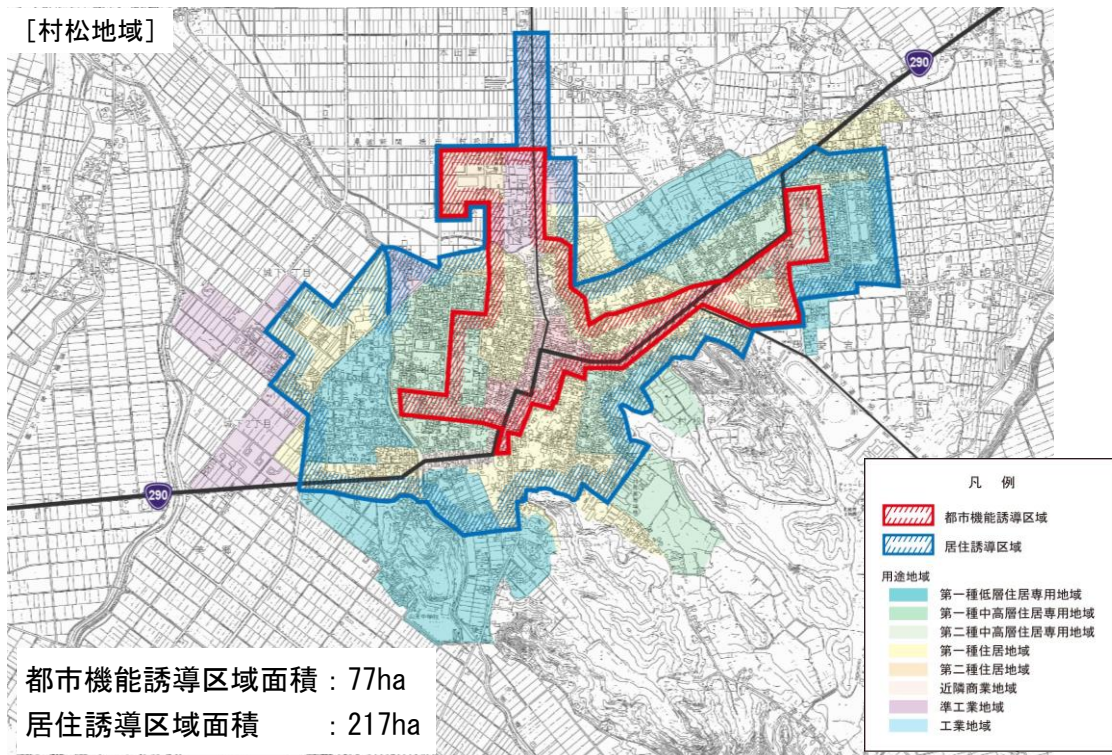 [村松地域]
290
290
凡 例
都市機能誘導区域
居住誘導区域
用途地域
第一種低層住居専用地域
第一種中高層住居専用地域
第二種中高層住居専用地域
第一種住居地域
第二種住居地域
近隣商業地域
準工業地域
工業地域
都市機能誘導区域面積：77ha
居住誘導区域面積　　：217ha